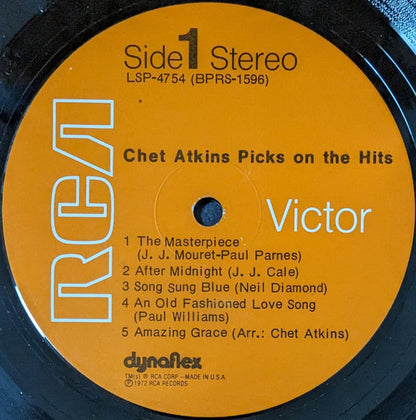 Side 1 Stereo
LSP-4754 (BPRS-1596)
Chet Atkins Picks on the Hits
RCA
Victor
1 The Masterpiece
(J. J. Mouret-Paul Parnes)
2 After Midnight (J. J. Cale)
3 Song Sung Blue (Neil Diamond)
4 An Old Fashioned Love Song
(Paul Williams)
5 Amazing Grace (Arr.: Chet Atkins)
dynaflex
TM(s) ® RCA CORP.-MADE IN U.S.A.
Ⓟ 1972 RCA RECORDS